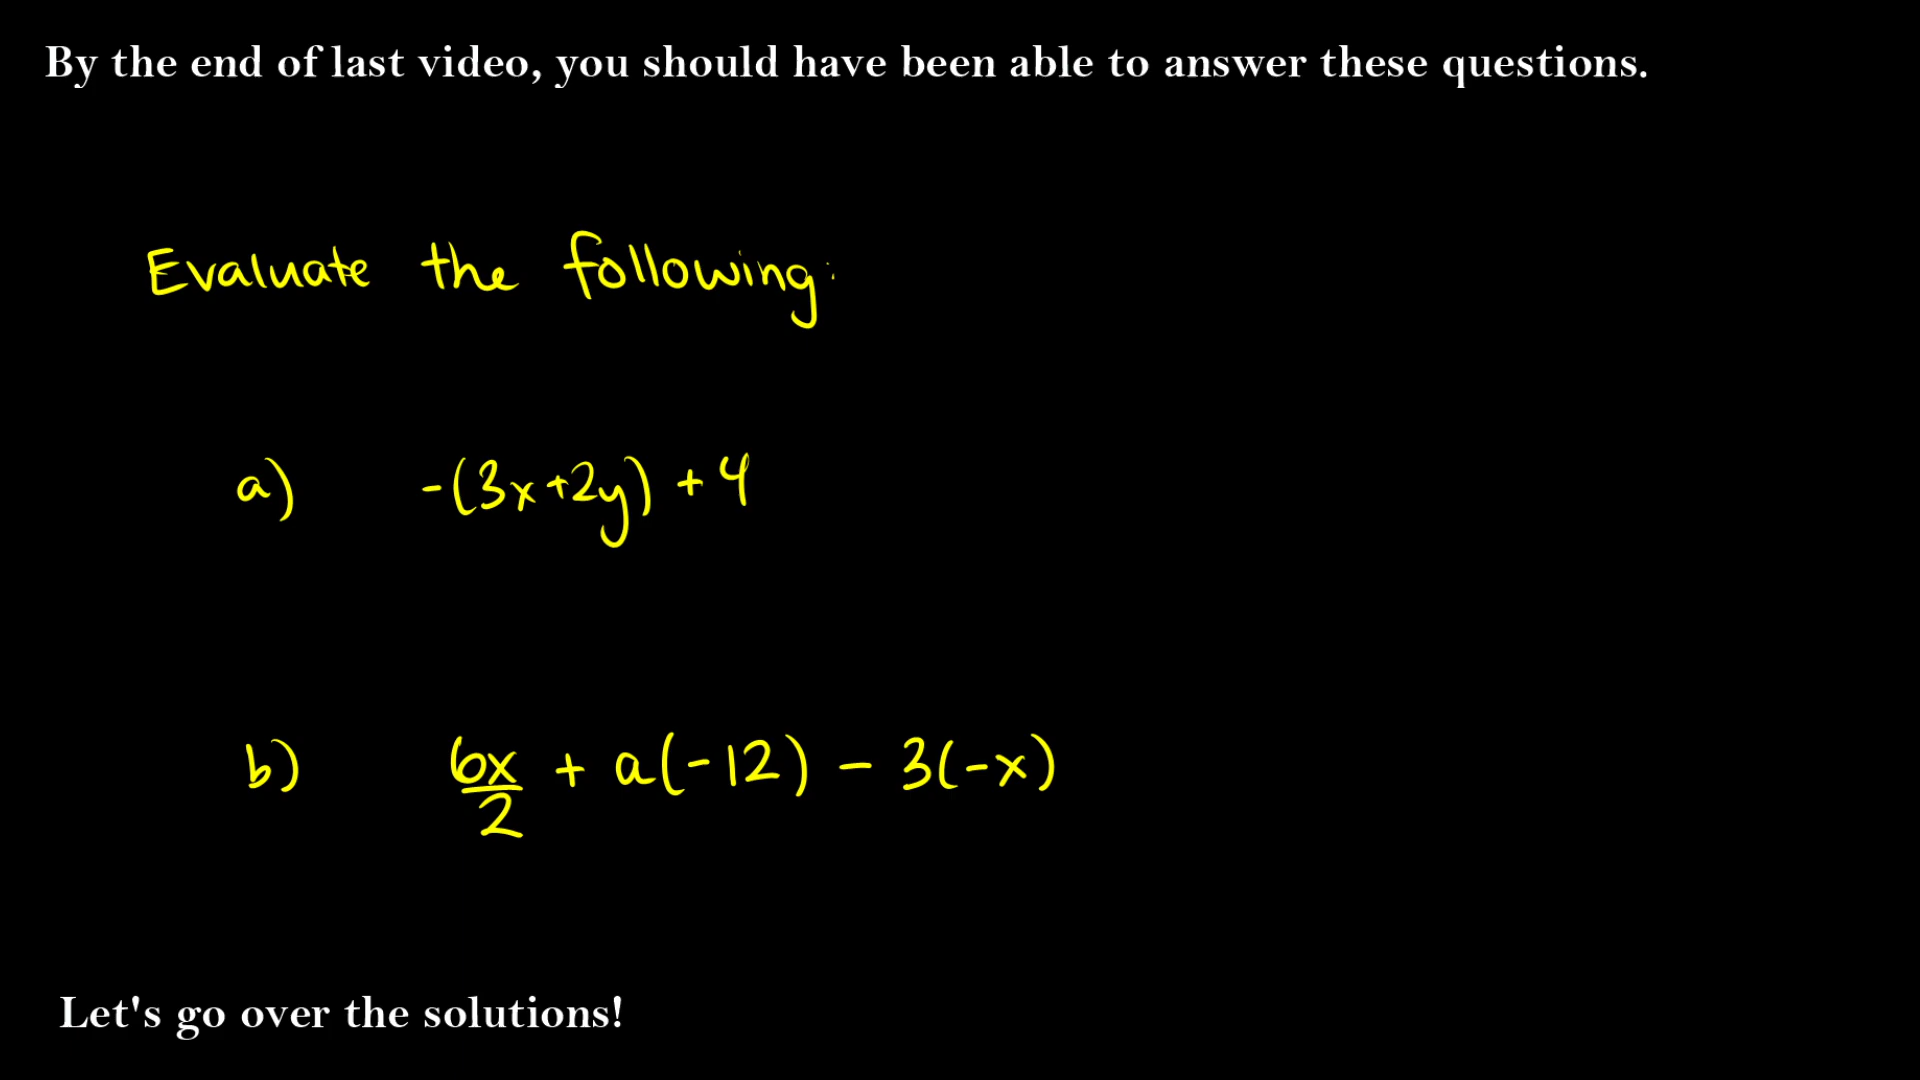 By the end of last video, you should have been able to answer these questions.
Evaluate the following:
a) -(3x+2y) + 4
b) 6x/2 + a(-12) - 3(-x)
Let's go over the solutions!